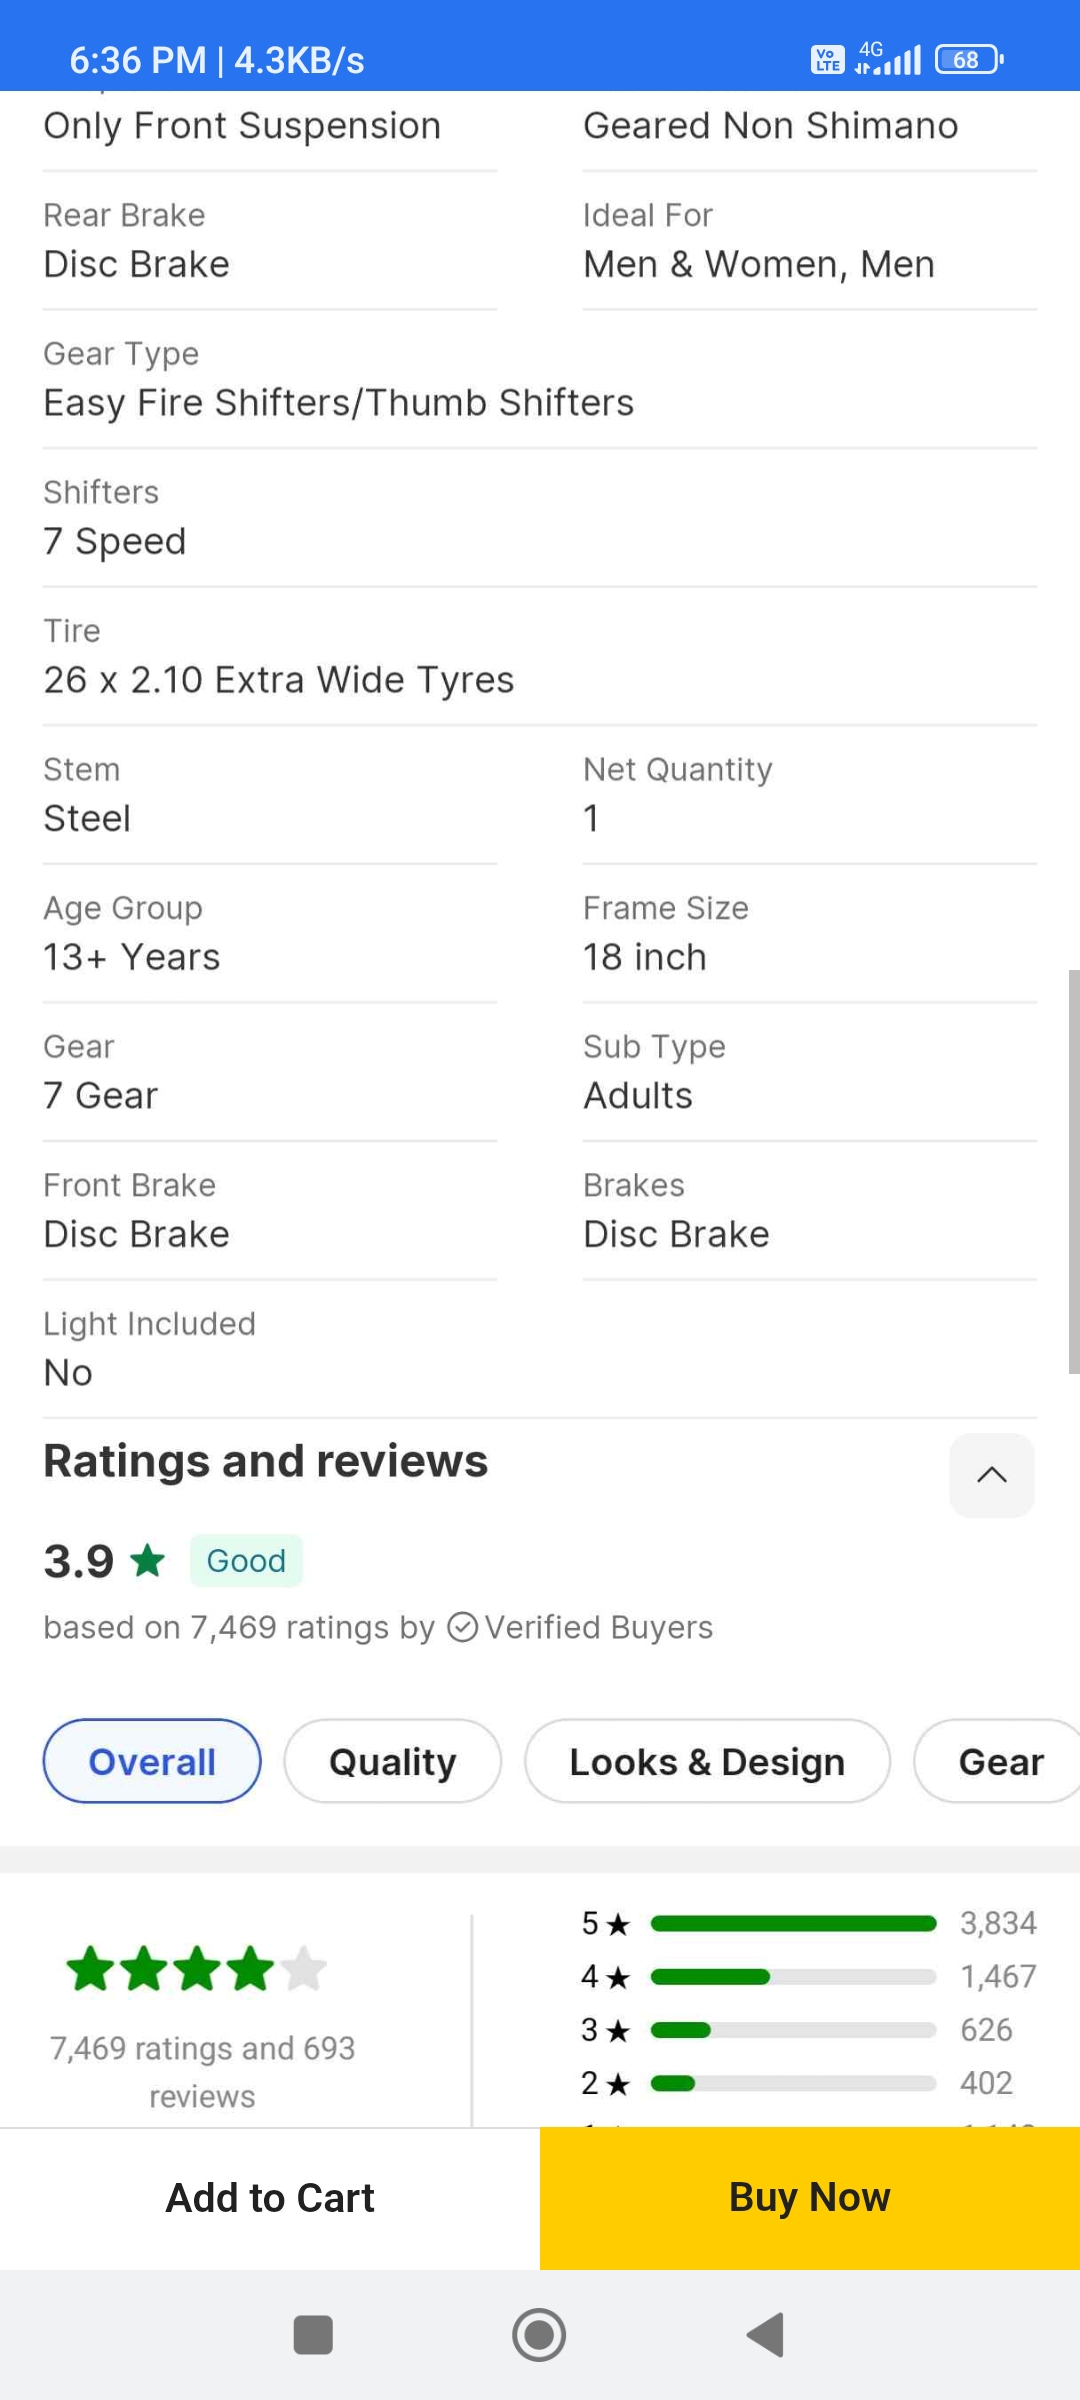 6:36 PM | 4.3KB/s
Vo LTE 4G 68
Only Front Suspension
Geared Non Shimano
Rear Brake
Disc Brake
Ideal For
Men & Women, Men
Gear Type
Easy Fire Shifters/Thumb Shifters
Shifters
7 Speed
Tire
26 x 2.10 Extra Wide Tyres
Stem
Steel
Net Quantity
1
Age Group
13+ Years
Frame Size
18 inch
Gear
7 Gear
Sub Type
Adults
Front Brake
Disc Brake
Brakes
Disc Brake
Light Included
No
Ratings and reviews
3.9 ★ Good
based on 7,469 ratings by Verified Buyers
Overall
Quality
Looks & Design
Gear
7,469 ratings and 693
reviews
5 ★ 3,834
4 ★ 1,467
3 ★ 626
2 ★ 402
Add to Cart
Buy Now